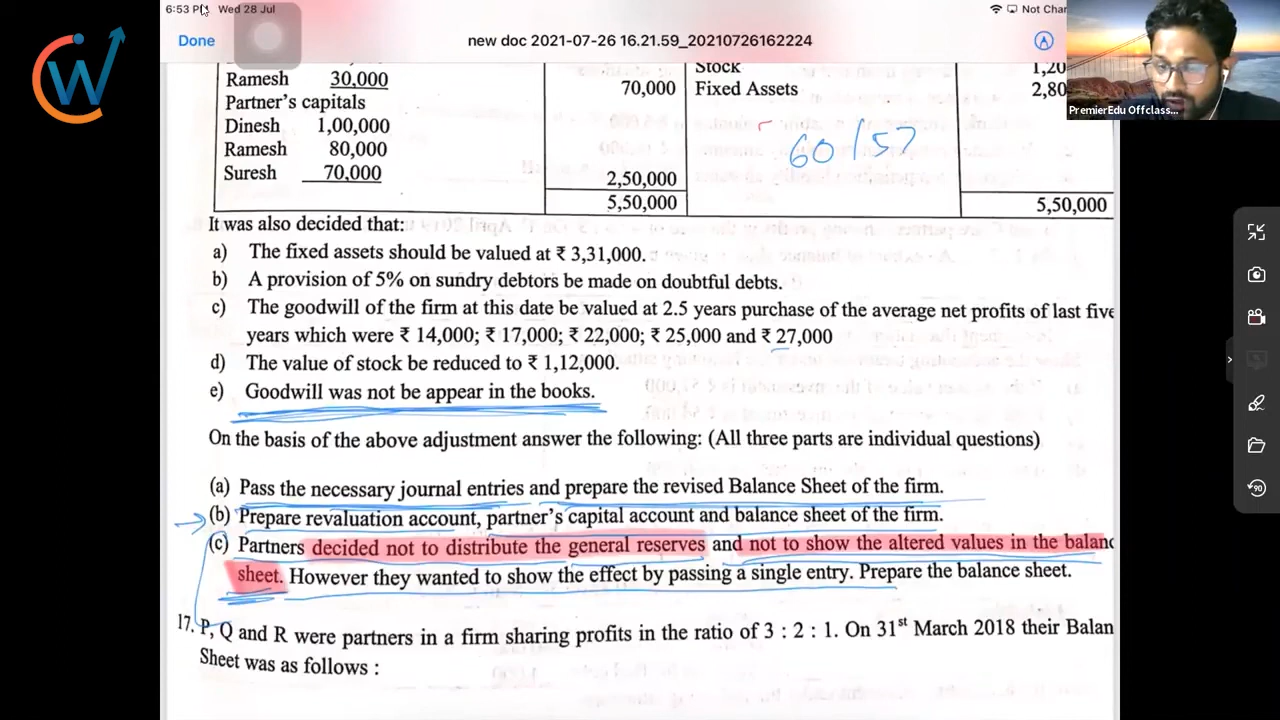 6:53 PM Wed 28 Jul
Not Char
Done
new doc 2021-07-26 16.21.59_20210726162224
W
PremierEdu Offclass...
Ramesh 30,000
70,000
Stock 1,20
Fixed Assets 2,80
Partner's capitals
Dinesh 1,00,000
Ramesh 80,000
Suresh 70,000
2,50,000
5,50,000
5,50,000
60 / 57
It was also decided that:
a) The fixed assets should be valued at ₹ 3,31,000.
b) A provision of 5% on sundry debtors be made on doubtful debts.
c) The goodwill of the firm at this date be valued at 2.5 years purchase of the average net profits of last five
years which were ₹ 14,000; ₹ 17,000; ₹ 22,000; ₹ 25,000 and ₹ 27,000
d) The value of stock be reduced to ₹ 1,12,000.
e) Goodwill was not be appear in the books.
On the basis of the above adjustment answer the following: (All three parts are individual questions)
(a) Pass the necessary journal entries and prepare the revised Balance Sheet of the firm.
(b) Prepare revaluation account, partner's capital account and balance sheet of the firm.
(c) Partners decided not to distribute the general reserves and not to show the altered values in the balanc
sheet. However they wanted to show the effect by passing a single entry. Prepare the balance sheet.
17. P, Q and R were partners in a firm sharing profits in the ratio of 3 : 2 : 1. On 31st March 2018 their Balan
Sheet was as follows :
90